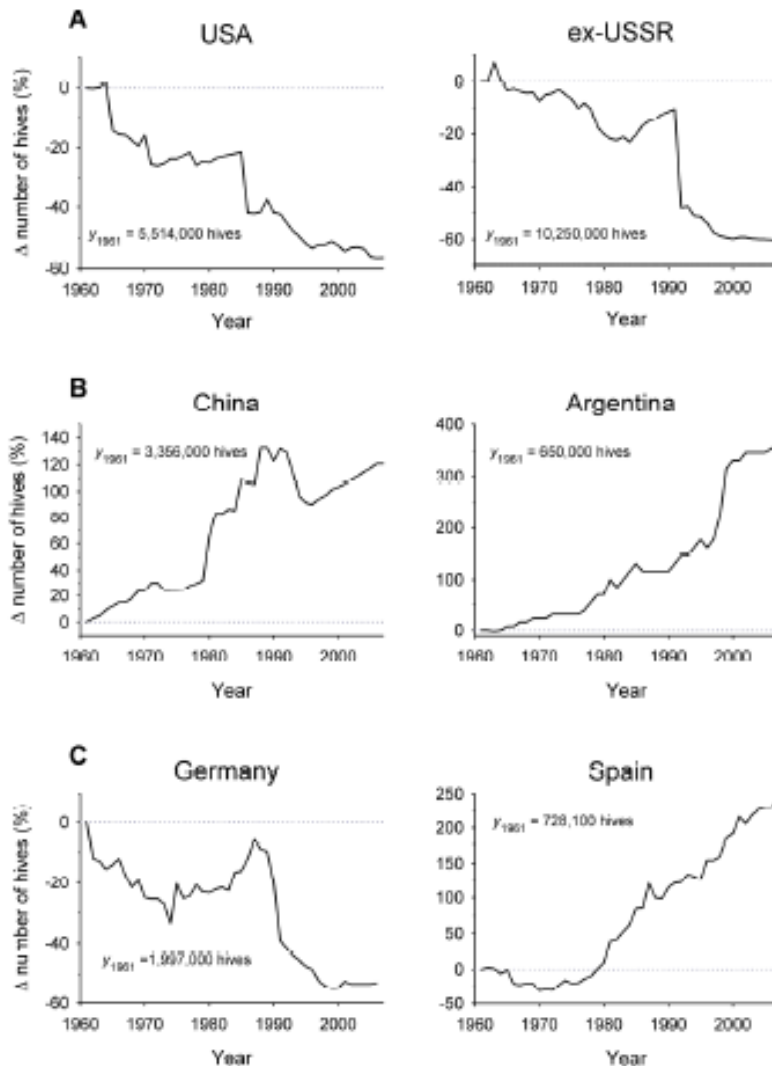 A
USA
ex-USSR
Δ number of hives (%)
0
-20
-40
-60
y1961 = 5,514,000 hives
1960 1970 1980 1990 2000
Year
0
-20
-40
-60
y1961 = 10,250,000 hives
1960 1970 1980 1990 2000
Year
B
China
Argentina
Δ number of hives (%)
140
120
100
80
60
40
20
0
y1961 = 3,356,000 hives
1960 1970 1980 1990 2000
Year
400
300
200
100
0
y1961 = 650,000 hives
1960 1970 1980 1990 2000
Year
C
Germany
Spain
Δ number of hives (%)
0
-20
-40
-60
y1961 =1,997,000 hives
1960 1970 1980 1990 2000
Year
250
200
150
100
50
0
-50
y1961 = 728,100 hives
1960 1970 1980 1990 2000
Year